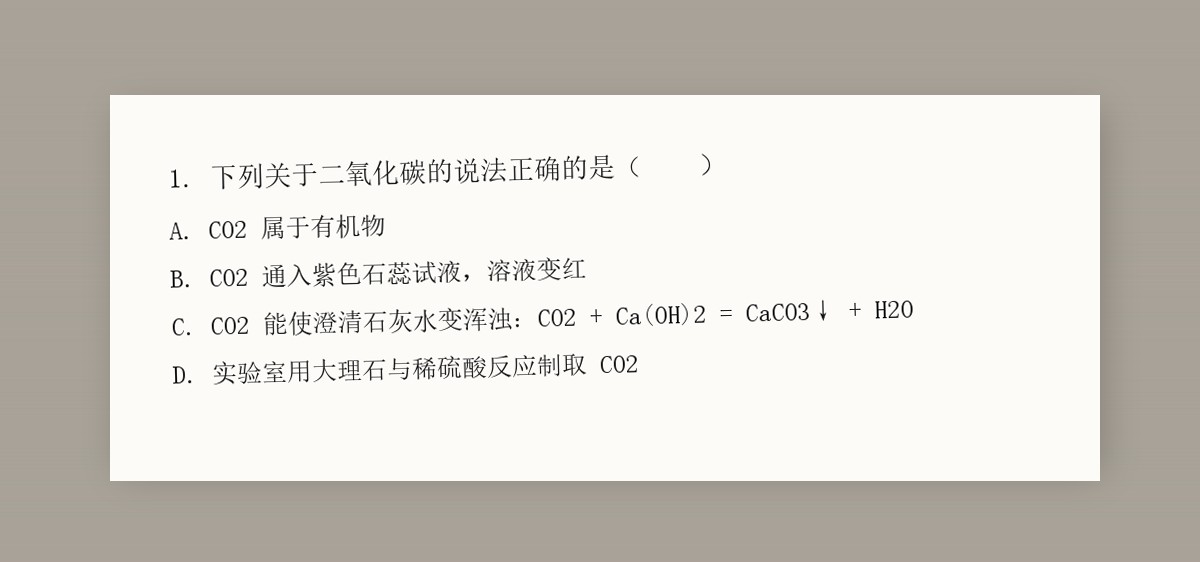 1. 下列关于二氧化碳的说法正确的是（　　）
A. CO2 属于有机物
B. CO2 通入紫色石蕊试液，溶液变红
C. CO2 能使澄清石灰水变浑浊：CO2 + Ca(OH)2 = CaCO3↓ + H2O
D. 实验室用大理石与稀硫酸反应制取 CO2